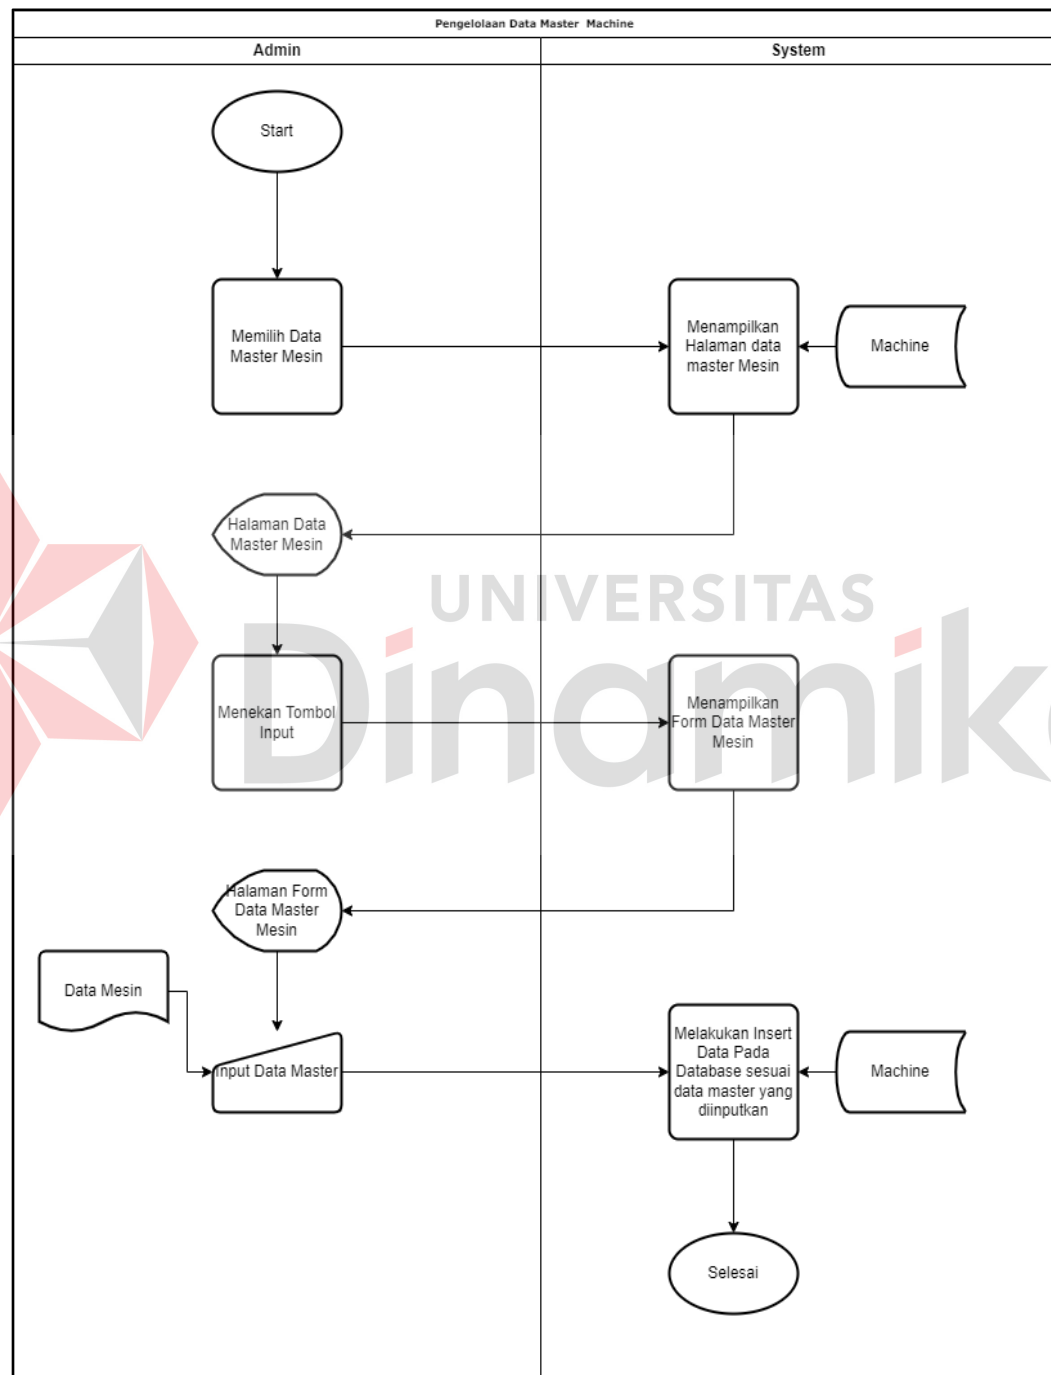 Pengelolaan Data Master Machine
Admin
System
Start
Memilih Data
Master Mesin
Menampilkan
Halaman data
master Mesin
Machine
Halaman Data
Master Mesin
UNIVERSITAS
Dinamika
Menekan Tombol
Input
Menampilkan
Form Data Master
Mesin
Halaman Form
Data Master
Mesin
Data Mesin
Input Data Master
Melakukan Insert
Data Pada
Database sesuai
data master yang
diinputkan
Machine
Selesai